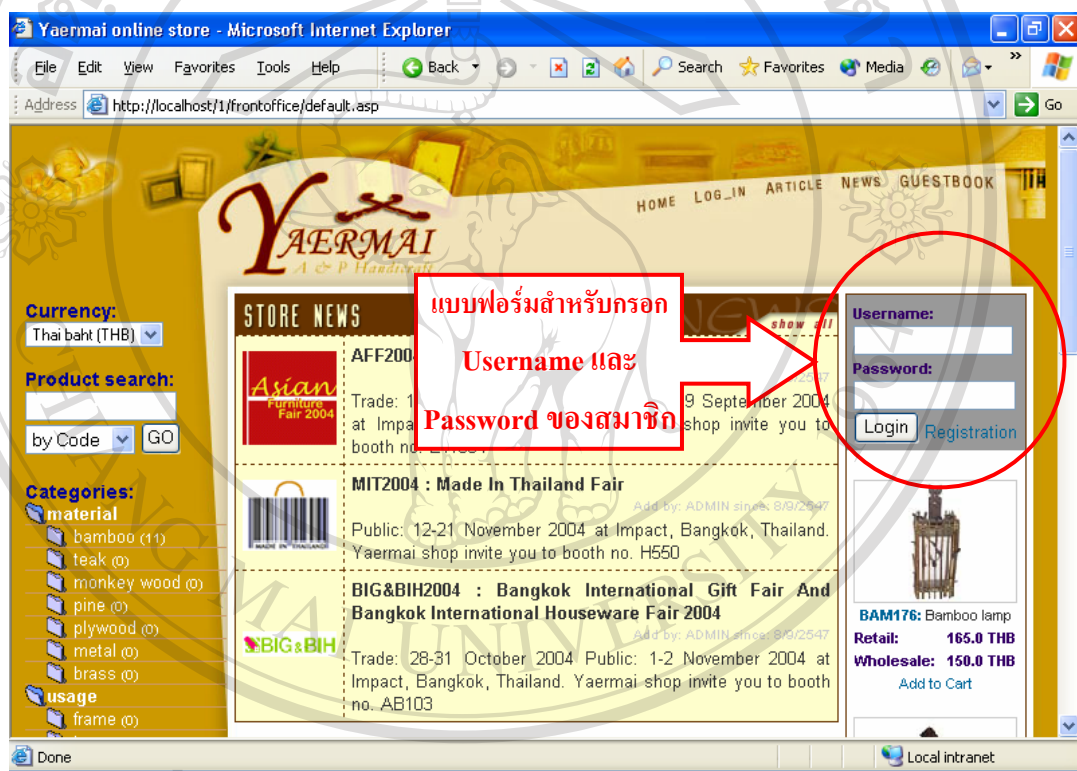 Yaermai online store - Microsoft Internet Explorer
File Edit View Favorites Tools Help Back Search Favorites Media »
Address http://localhost/1/frontoffice/default.asp Go
HOME LOG_IN ARTICLE NEWS GUESTBOOK
YAERMAI
A & P Handicraft
Currency:
Thai baht (THB)
Product search:
by Code GO
Categories:
material
bamboo (11)
teak (0)
monkey wood (0)
pine (0)
plywood (0)
metal (0)
brass (0)
usage
frame (0)
STORE NEWS
show all
แบบฟอร์มสำหรับกรอก
Username และ
Password ของสมาชิก
Asian
Furniture
Fair 2004
AFF2004
Trade: 1 9 September 2004
at Impa shop invite you to
booth no.
MADE IN THAILAND
MIT2004 : Made In Thailand Fair
Add by: ADMIN since: 8/9/2547
Public: 12-21 November 2004 at Impact, Bangkok, Thailand.
Yaermai shop invite you to booth no. H550
BIG&BIH
BIG&BIH2004 : Bangkok International Gift Fair And
Bangkok International Houseware Fair 2004
Add by: ADMIN since: 8/9/2547
Trade: 28-31 October 2004 Public: 1-2 November 2004 at
Impact, Bangkok, Thailand. Yaermai shop invite you to booth
no. AB103
Username:
Password:
Login Registration
BAM176: Bamboo lamp
Retail: 165.0 THB
Wholesale: 150.0 THB
Add to Cart
Done Local intranet
CHIANG MAI UNIVERSITY